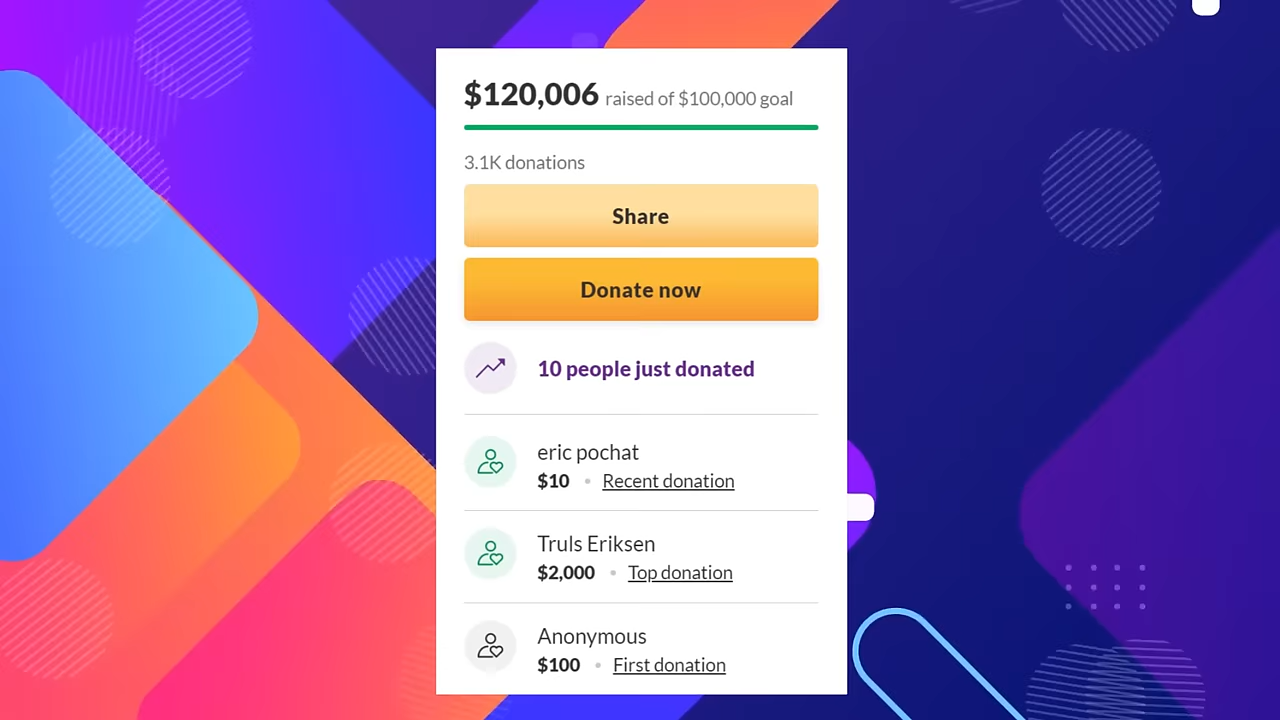 $120,006 raised of $100,000 goal
3.1K donations
Share
Donate now
10 people just donated
eric pochat
$10 • Recent donation
Truls Eriksen
$2,000 • Top donation
Anonymous
$100 • First donation